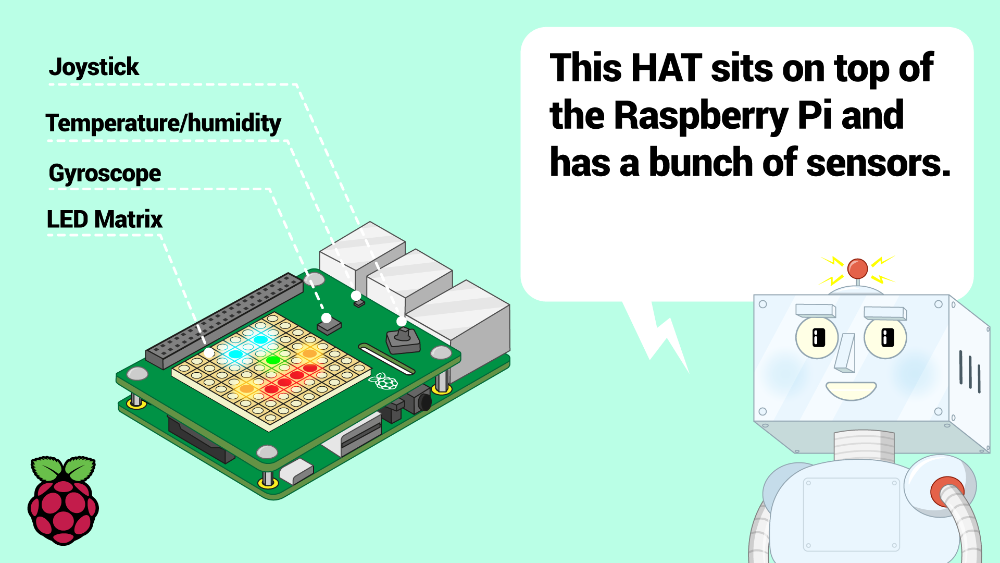 Joystick
Temperature/humidity
Gyroscope
LED Matrix
This HAT sits on top of
the Raspberry Pi and
has a bunch of sensors.